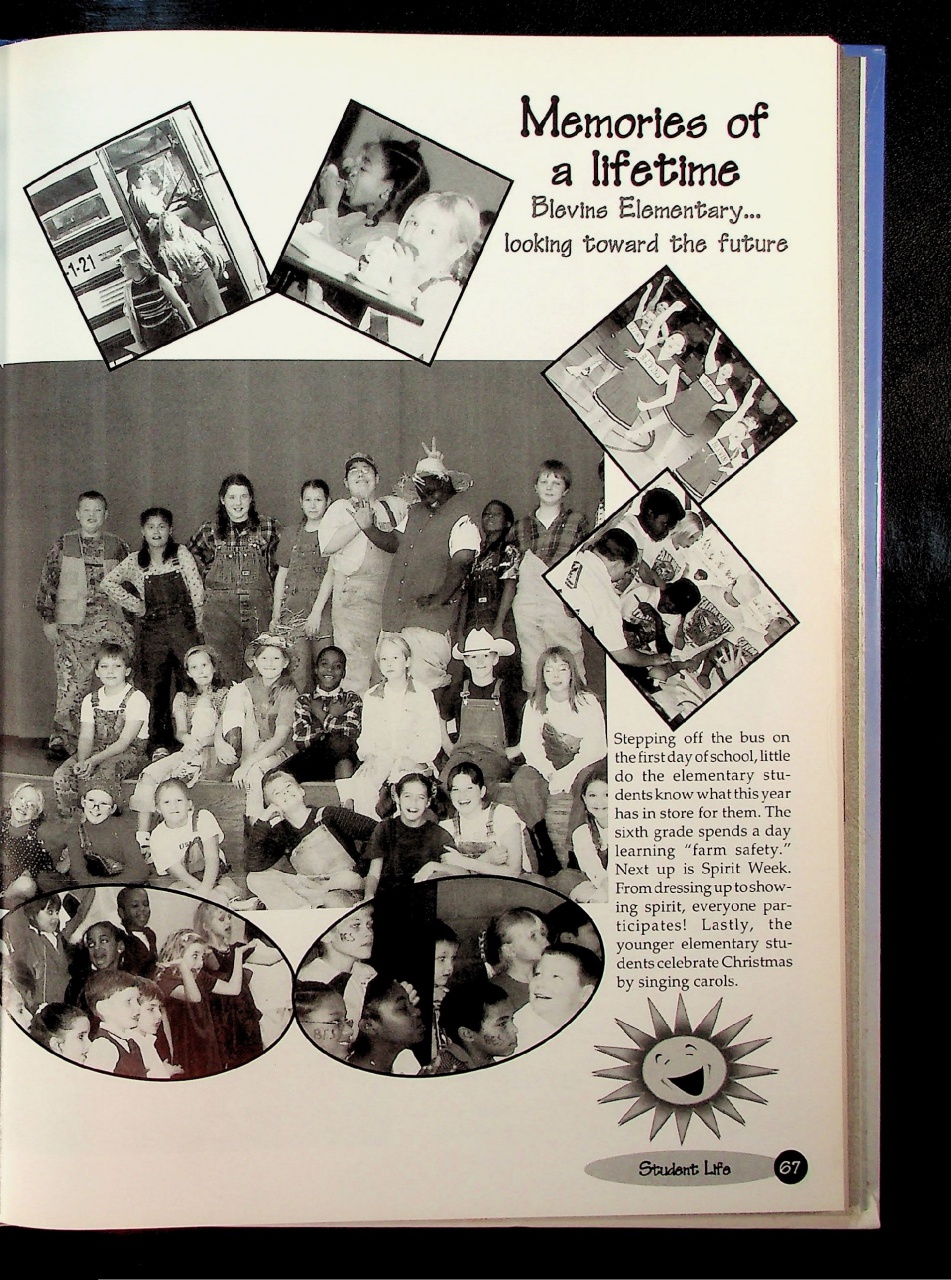 Memories of
a lifetime
Blevins Elementary...
looking toward the future
1-21
Stepping off the bus on
the first day of school, little
do the elementary stu-
dents know what this year
has in store for them. The
sixth grade spends a day
learning "farm safety."
Next up is Spirit Week.
From dressing up to show-
ing spirit, everyone par-
ticipates! Lastly, the
younger elementary stu-
dents celebrate Christmas
by singing carols.
BES
Student Life 67